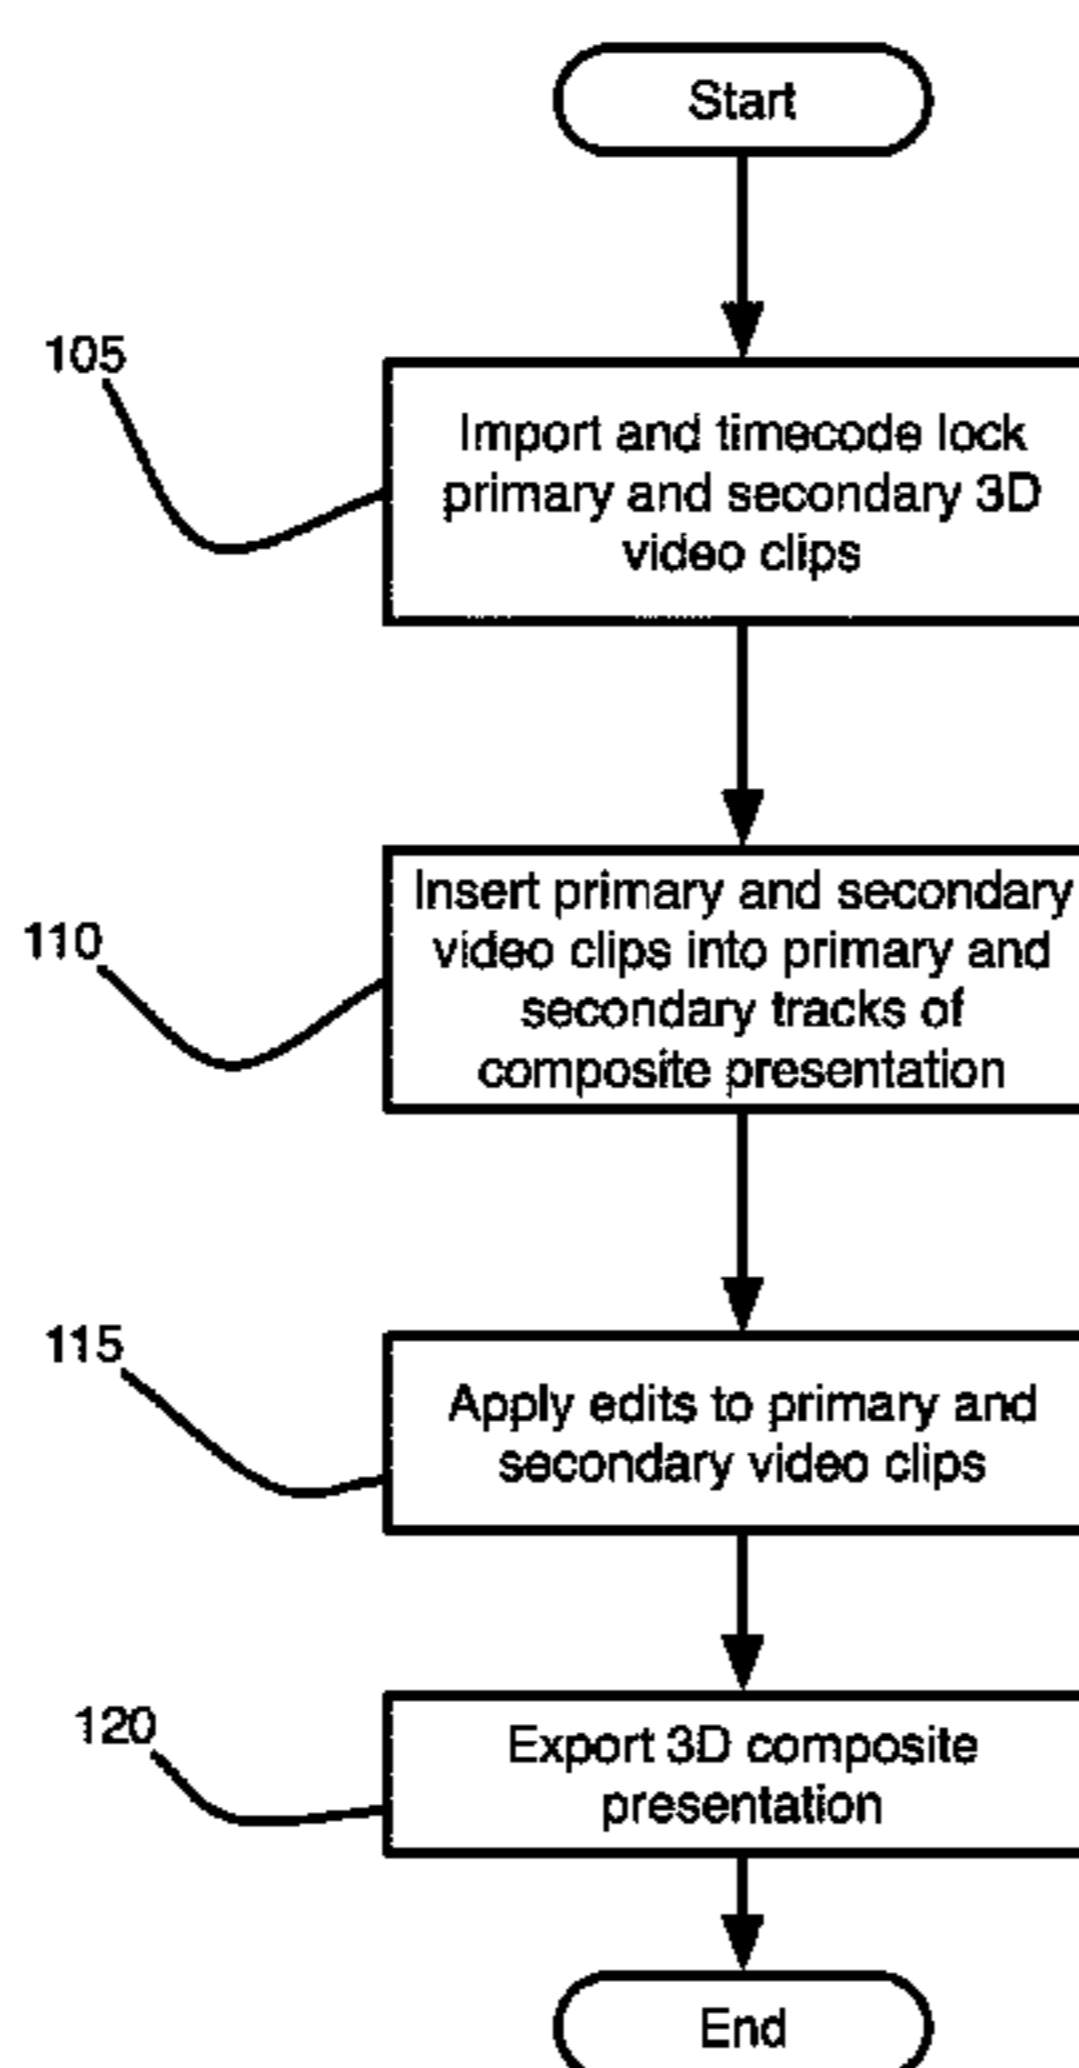 Start
105
Import and timecode lock
primary and secondary 3D
video clips
110
Insert primary and secondary
video clips into primary and
secondary tracks of
composite presentation
115
Apply edits to primary and
secondary video clips
120
Export 3D composite
presentation
End